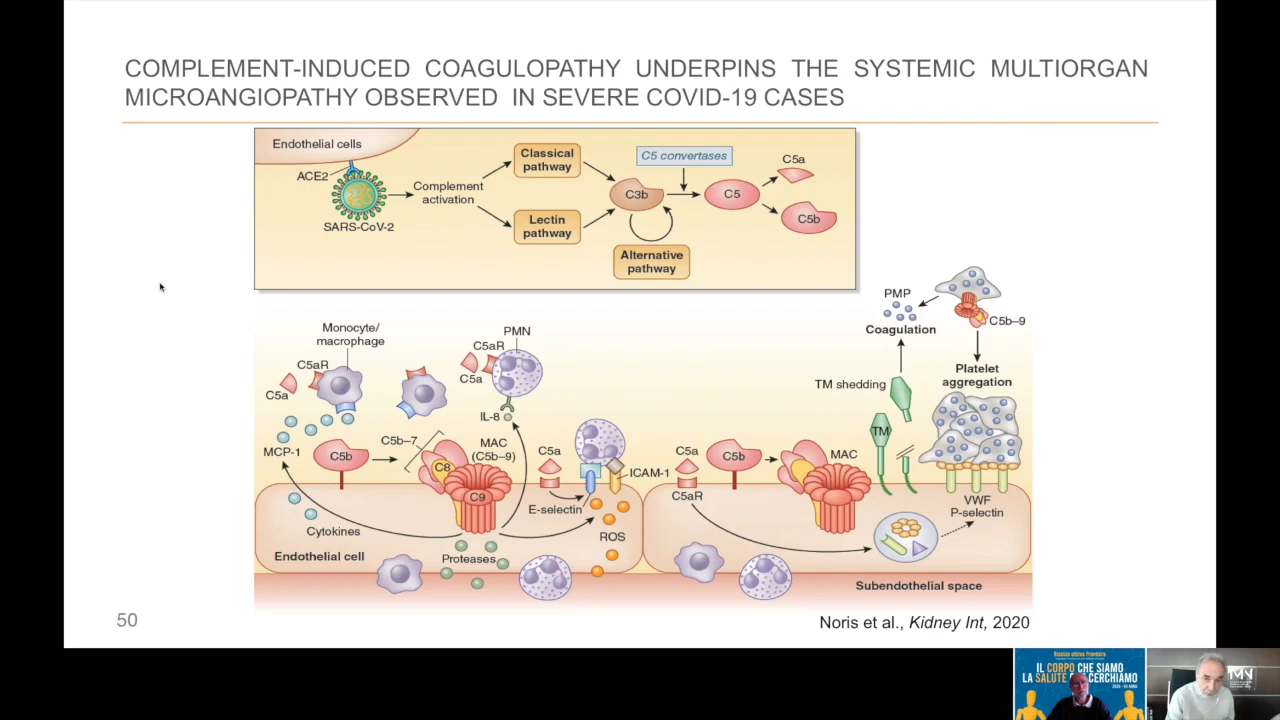 COMPLEMENT-INDUCED COAGULOPATHY UNDERPINS THE SYSTEMIC MULTIORGAN
MICROANGIOPATHY OBSERVED IN SEVERE COVID-19 CASES
Endothelial cells
ACE2
SARS-CoV-2
Complement
activation
Classical
pathway
Lectin
pathway
C5 convertases
C3b
Alternative
pathway
C5
C5a
C5b
Monocyte/
macrophage
C5aR
C5a
MCP-1
C5b
C5b–7
C8
C9
MAC
(C5b–9)
PMN
C5aR
C5a
IL-8
C5a
E-selectin
ICAM-1
ROS
Cytokines
Endothelial cell
Proteases
C5a
C5aR
C5b
MAC
TM
TM shedding
Coagulation
PMP
C5b–9
Platelet
aggregation
VWF
P-selectin
Subendothelial space
50
Noris et al., Kidney Int, 2020
IL CORPO CHE SIAMO
LA SALUTE CERCHIAMO